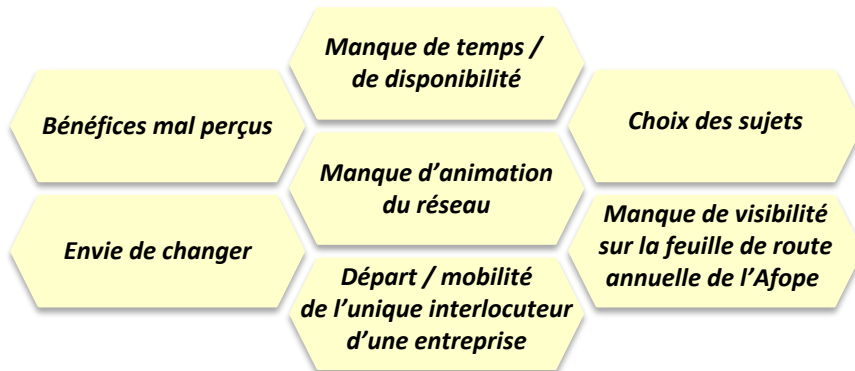 Manque de temps /
de disponibilité
Bénéfices mal perçus
Choix des sujets
Manque d’animation
du réseau
Envie de changer
Manque de visibilité
sur la feuille de route
annuelle de l’Afope
Départ / mobilité
de l’unique interlocuteur
d’une entreprise